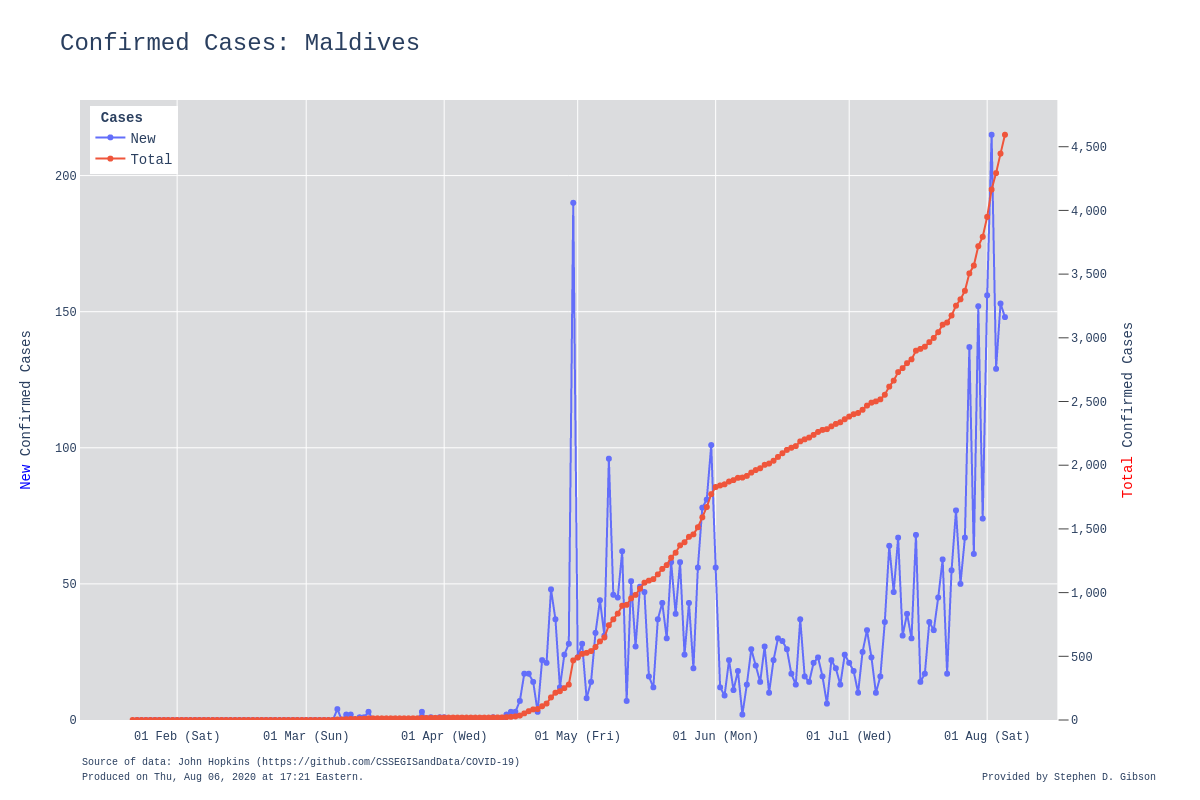 Confirmed Cases: Maldives
Cases
New
Total
200
150
100
50
0
4,500
4,000
3,500
3,000
2,500
2,000
1,500
1,000
500
0
New Confirmed Cases
Total Confirmed Cases
01 Feb (Sat)
01 Mar (Sun)
01 Apr (Wed)
01 May (Fri)
01 Jun (Mon)
01 Jul (Wed)
01 Aug (Sat)
Source of data: John Hopkins (https://github.com/CSSEGISandData/COVID-19)
Produced on Thu, Aug 06, 2020 at 17:21 Eastern.
Provided by Stephen D. Gibson